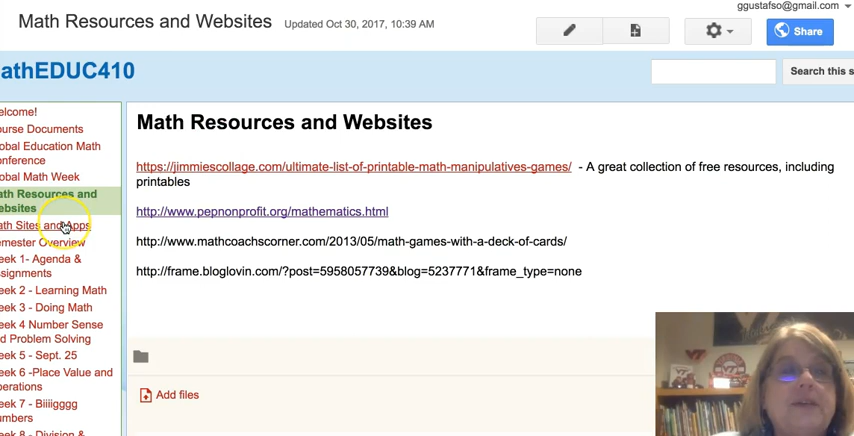 Math Resources and Websites Updated Oct 30, 2017, 10:39 AM
ggustafso@gmail.com
Share
athEDUC410
Search this s
elcome!
ourse Documents
obal Education Math
onference
obal Math Week
ath Resources and
ebsites
ath Sites and Apps
emester Overview
eek 1- Agenda &
ssignments
eek 2 - Learning Math
eek 3 - Doing Math
eek 4 Number Sense
d Problem Solving
eek 5 - Sept. 25
eek 6 -Place Value and
perations
eek 7 - Biiiigggg
umbers
eek 8 - Division &
Math Resources and Websites
https://jimmiescollage.com/ultimate-list-of-printable-math-manipulatives-games/ - A great collection of free resources, including
printables
http://www.pepnonprofit.org/mathematics.html
http://www.mathcoachscorner.com/2013/05/math-games-with-a-deck-of-cards/
http://frame.bloglovin.com/?post=5958057739&blog=5237771&frame_type=none
Add files